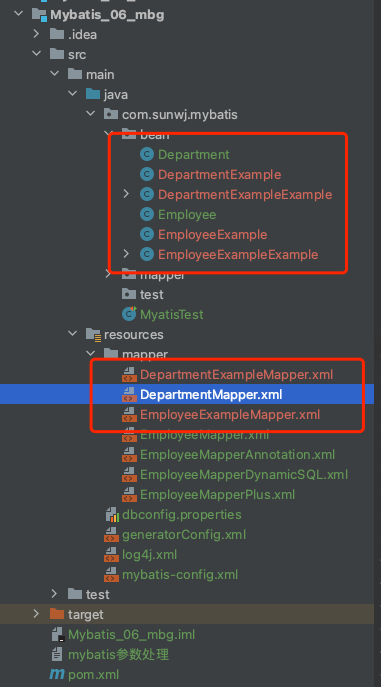 Mybatis_06_mbg
.idea
src
main
java
com.sunwj.mybatis
bean
Department
DepartmentExample
DepartmentExampleExample
Employee
EmployeeExample
EmployeeExampleExample
mapper
test
MyatisTest
resources
mapper
DepartmentExampleMapper.xml
DepartmentMapper.xml
EmployeeExampleMapper.xml
EmployeeMapper.xml
EmployeeMapperAnnotation.xml
EmployeeMapperDynamicSQL.xml
EmployeeMapperPlus.xml
dbconfig.properties
generatorConfig.xml
log4j.xml
mybatis-config.xml
test
target
Mybatis_06_mbg.iml
mybatis参数处理
pom.xml